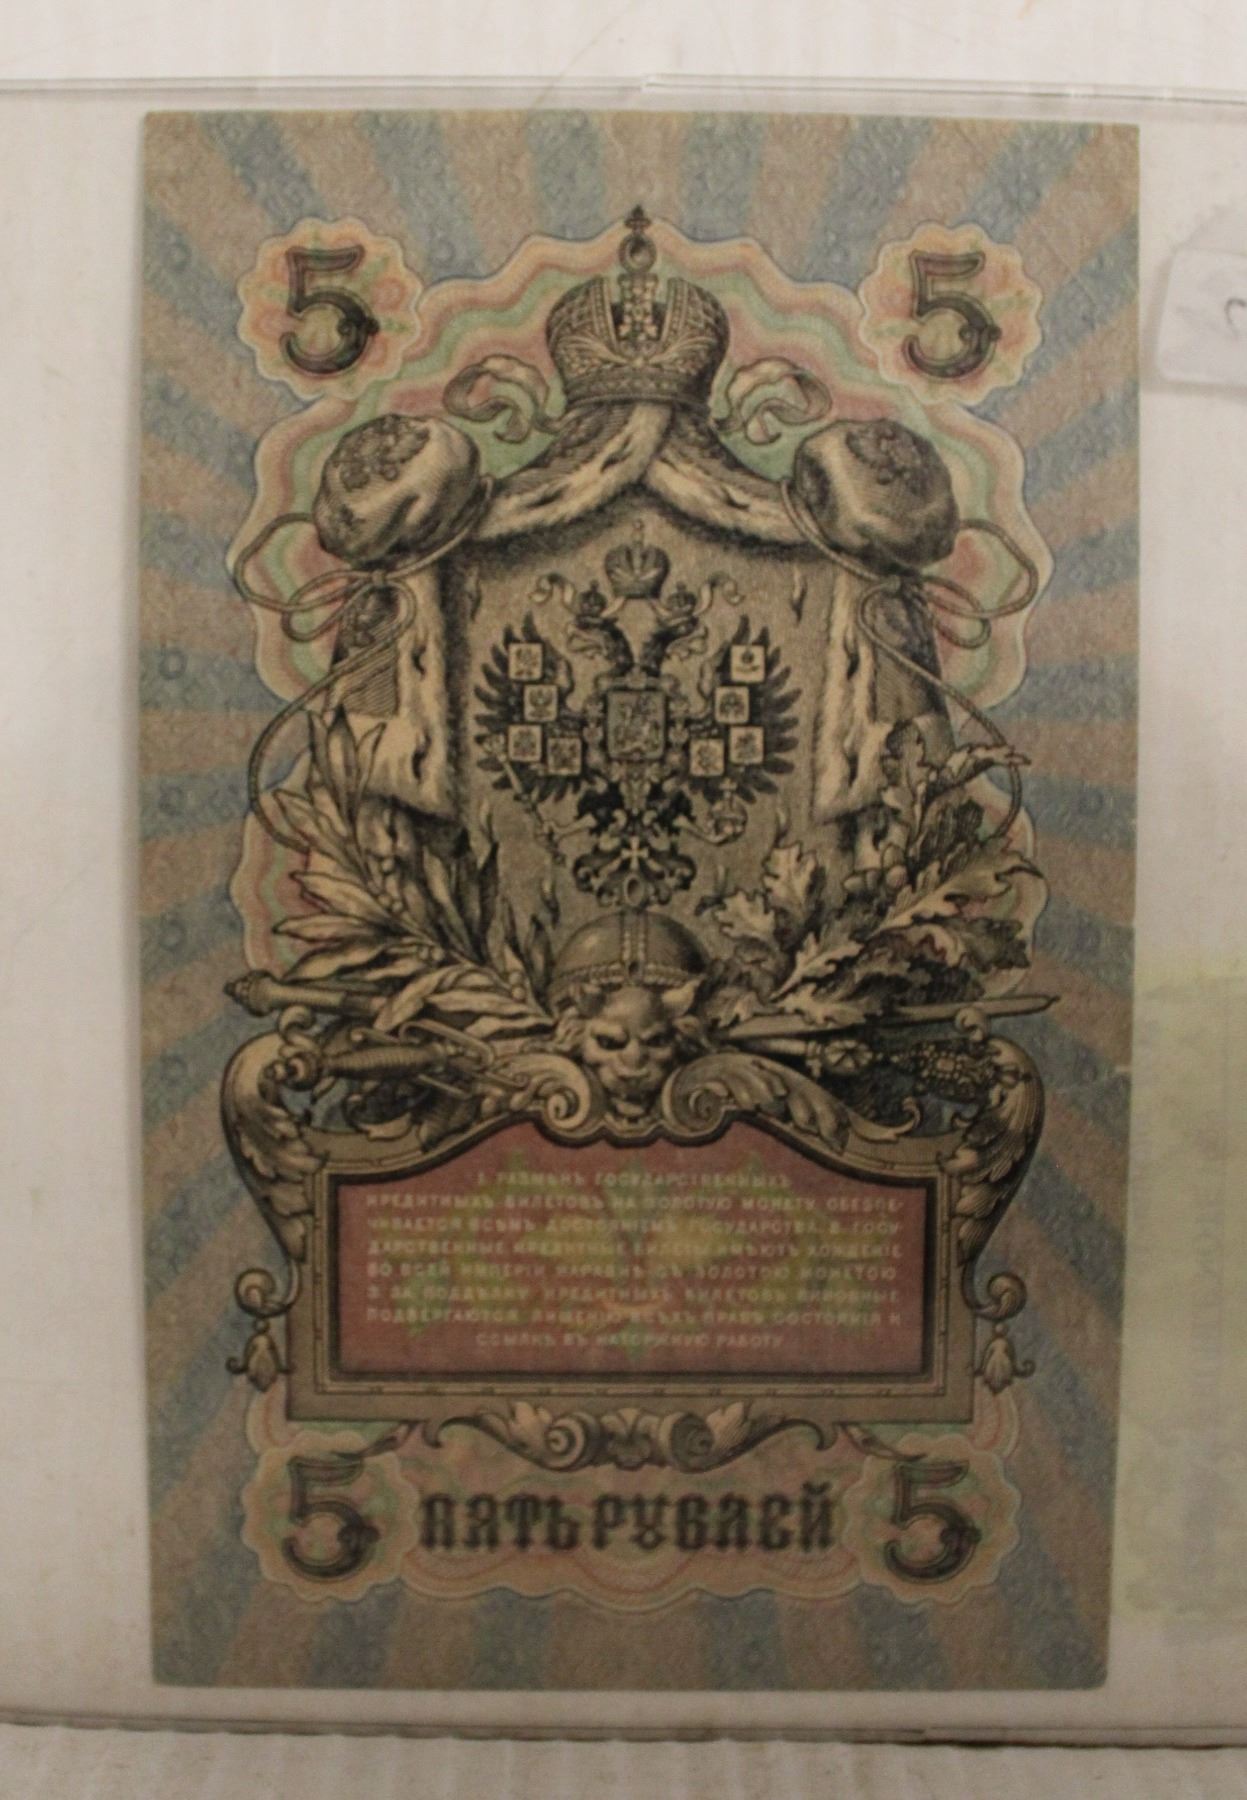 5 5
1. РАЗМѢНЪ ГОСУДАРСТВЕННЫХЪ
КРЕДИТНЫХЪ БИЛЕТОВЪ НА ЗОЛОТУЮ МОНЕТУ ОБЕЗПЕ-
ЧИВАЕТСЯ ВСѢМЪ ДОСТОЯНІЕМЪ ГОСУДАРСТВА. 2. ГОСУ-
ДАРСТВЕННЫЕ КРЕДИТНЫЕ БИЛЕТЫ ИМѢЮТЪ ХОЖДЕНІЕ
ВО ВСЕЙ ИМПЕРІИ НАРАВНѢ СЪ ЗОЛОТОЮ МОНЕТОЮ
3. ЗА ПОДДѢЛКУ КРЕДИТНЫХЪ БИЛЕТОВЪ ВИНОВНЫЕ
ПОДВЕРГАЮТСЯ ЛИШЕНІЮ ВСѢХЪ ПРАВЪ СОСТОЯНІЯ И
ССЫЛКѢ ВЪ КАТОРЖНУЮ РАБОТУ
5 ПЯТЬ РУБЛЕЙ 5